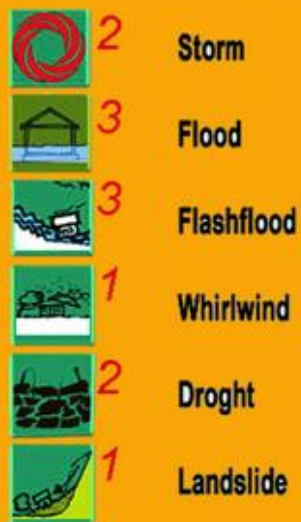 2 Storm
3 Flood
3 Flashflood
1 Whirlwind
2 Droght
1 Landslide